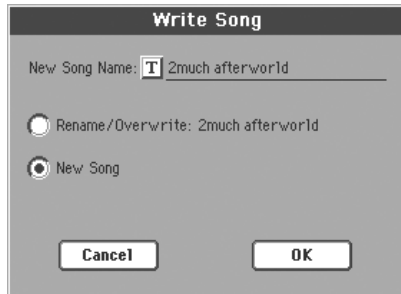 Write Song
New Song Name: T 2much afterworld
Rename/Overwrite: 2much afterworld
New Song
Cancel OK